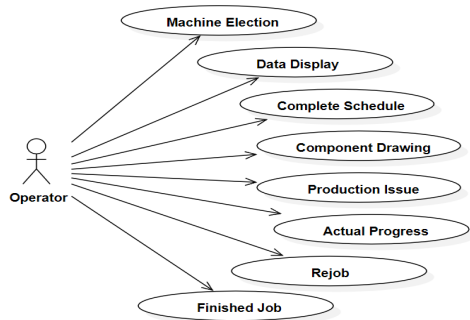 Machine Election
Data Display
Complete Schedule
Component Drawing
Operator
Production Issue
Actual Progress
Rejob
Finished Job